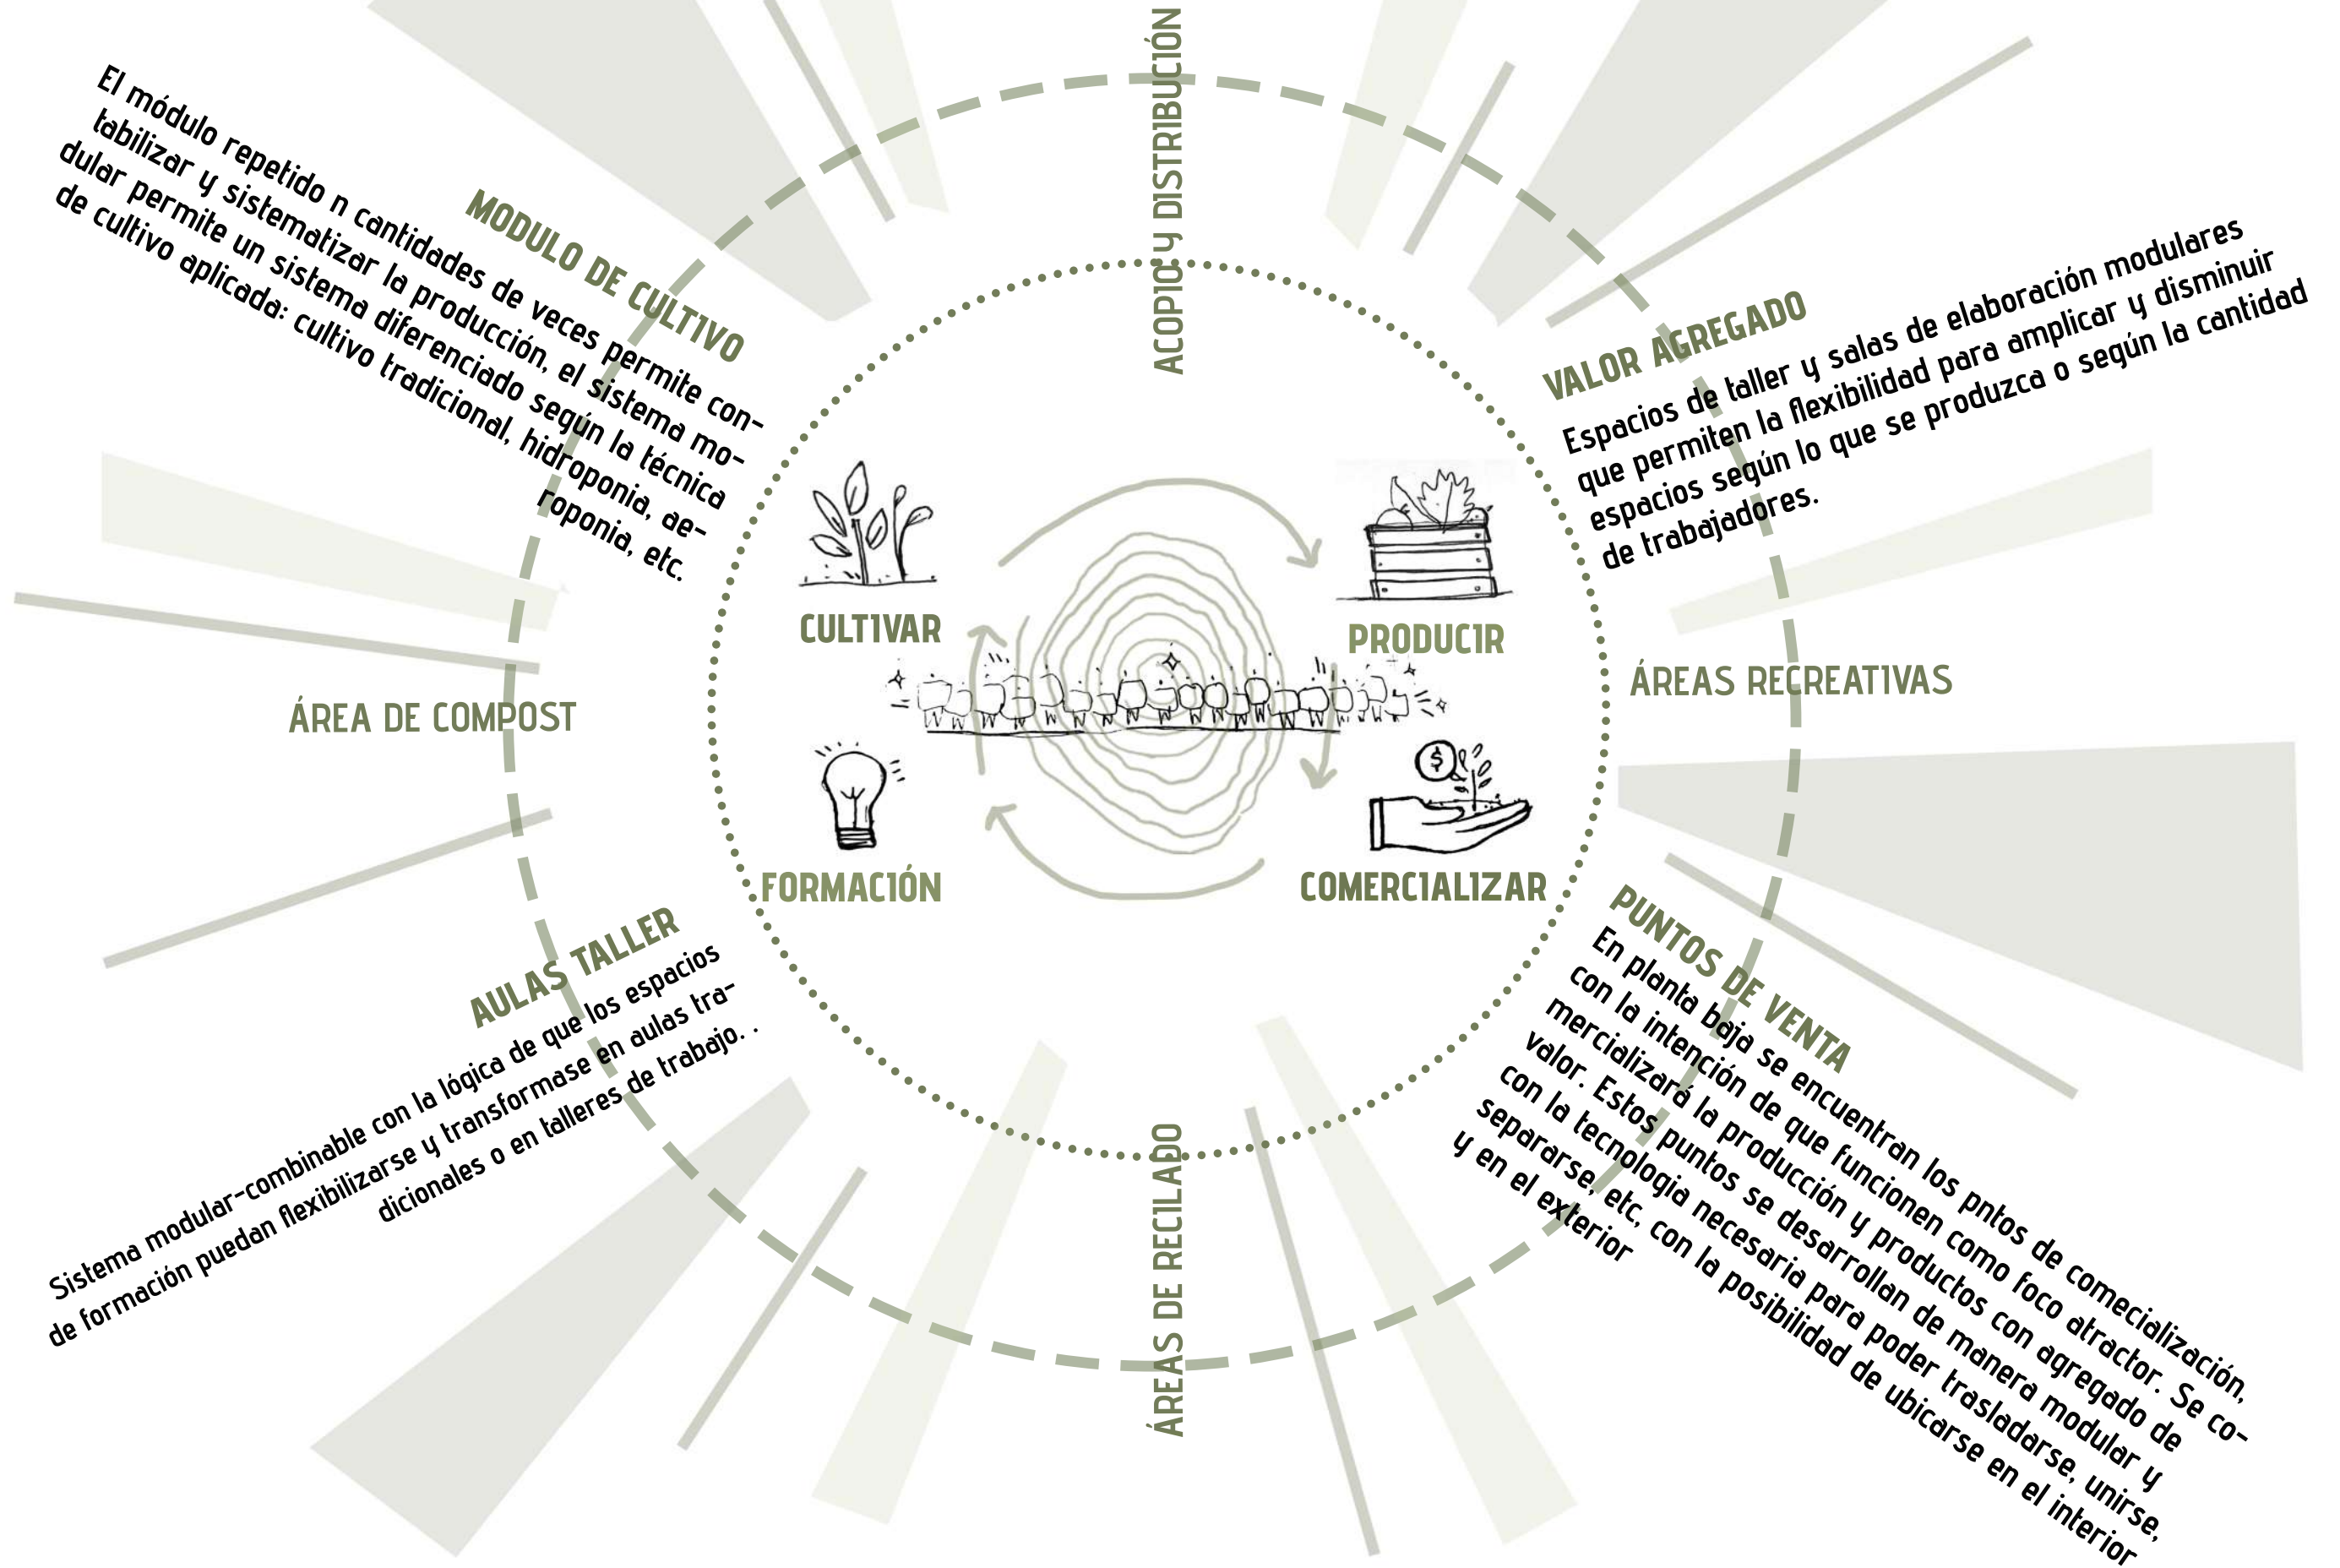 ACOPIO y DISTRIBUCIÓN
MODULO DE CULTIVO
El módulo repetido n cantidades de veces permite con-
tabilizar y sistematizar la producción, el sistema mo-
dular permite un sistema diferenciado según la técnica
de cultivo aplicada: cultivo tradicional, hidroponia, ae-
roponia, etc.
VALOR AGREGADO
Espacios de taller y salas de elaboración modulares
que permiten la flexibilidad para amplicar y disminuir
espacios según lo que se produzca o según la cantidad
de trabajadores.
CULTIVAR
PRODUCIR
ÁREA DE COMPOST
ÁREAS RECREATIVAS
$
FORMACIÓN
COMERCIALIZAR
AULAS TALLER
Sistema modular-combinable con la lógica de que los espacios
de formación puedan flexibilizarse y transformase en aulas tra-
dicionales o en talleres de trabajo. .
PUNTOS DE VENTA
En planta baja se encuentran los pntos de comecialización,
con la intención de que funcionen como foco atractor. Se co-
mercializará la producción y productos con agregado de
valor. Estos puntos se desarrollan de manera modular y
con la tecnologia necesaria para poder trasladarse, unirse,
separarse, etc, con la posibilidad de ubicarse en el interior
y en el exterior
ÁREAS DE RECILADO